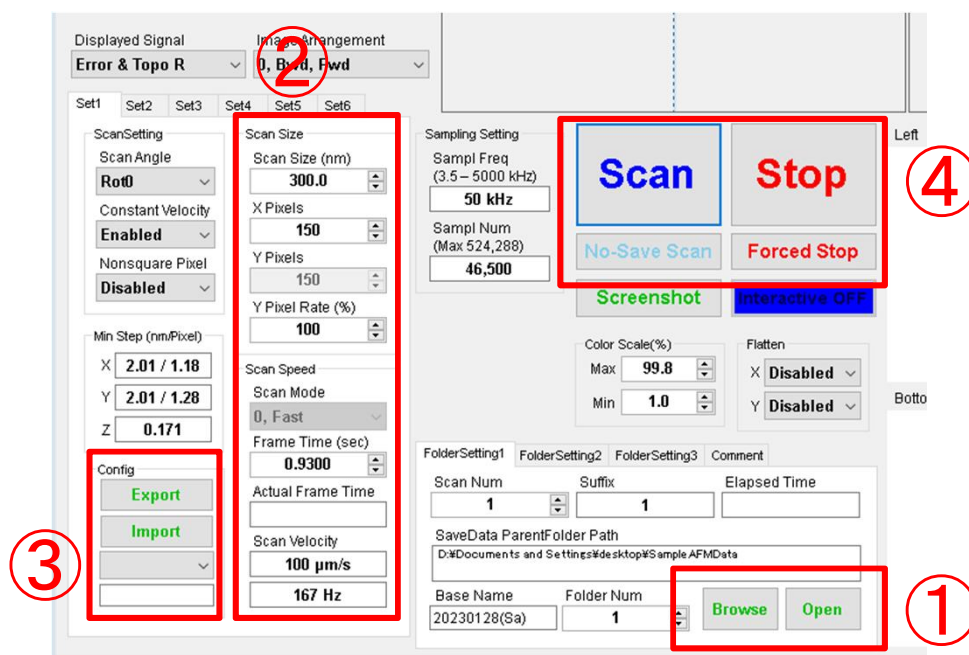 Displayed Signal
Image Arrangement
②
Error & Topo R
0, Bwd, Fwd
Set1 Set2 Set3 Set4 Set5 Set6
ScanSetting
Scan Angle
Rot0
Constant Velocity
Enabled
Nonsquare Pixel
Disabled
Min Step (nm/Pixel)
X 2.01 / 1.18
Y 2.01 / 1.28
Z 0.171
Config
Export
Import
③
Scan Size
Scan Size (nm)
300.0
X Pixels
150
Y Pixels
150
Y Pixel Rate (%)
100
Scan Speed
Scan Mode
0, Fast
Frame Time (sec)
0.9300
Actual Frame Time
Scan Velocity
100 µm/s
167 Hz
Sampling Setting
Sampl Freq
(3.5 – 5000 kHz)
50 kHz
Sampl Num
(Max 524,288)
46,500
Scan Stop
No-Save Scan Forced Stop
④
Left
Screenshot Interactive OFF
Color Scale(%)
Max 99.8
Min 1.0
Flatten
X Disabled
Y Disabled
Botto
FolderSetting1 FolderSetting2 FolderSetting3 Comment
Scan Num Suffix Elapsed Time
1 1
SaveData ParentFolder Path
D:¥Documents and Settings¥desktop¥SampleAFMData
Base Name Folder Num
20230128(Sa) 1
Browse Open
①